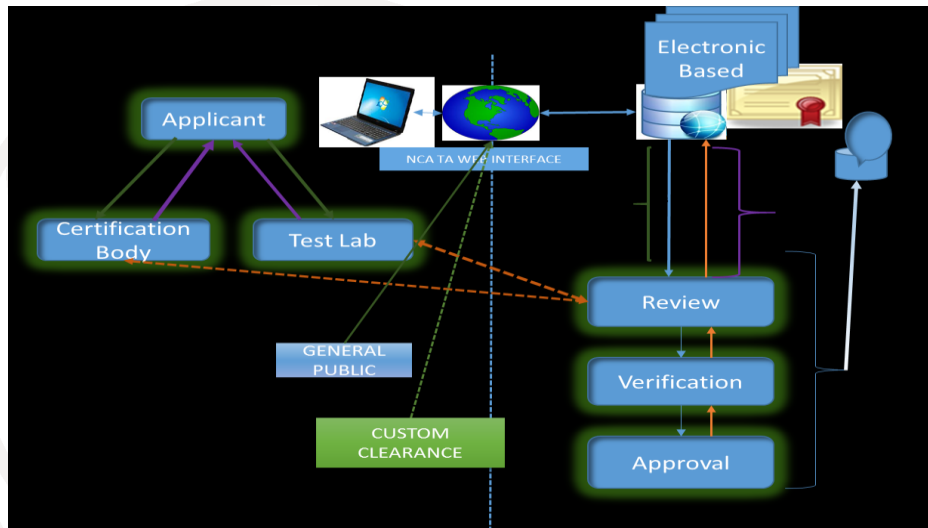 Electronic
Based
Applicant
NCA TA WEB INTERFACE
Certification
Body
Test Lab
Review
GENERAL
PUBLIC
Verification
CUSTOM
CLEARANCE
Approval